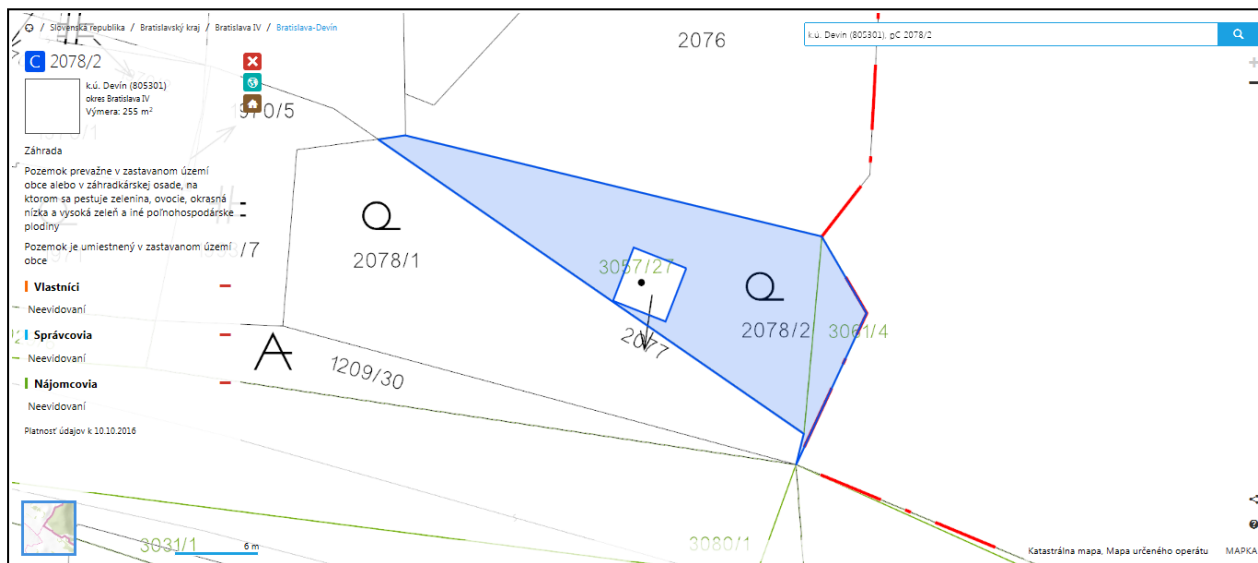 / Slovenská republika / Bratislavský kraj / Bratislava IV / Bratislava-Devín
k.ú. Devín (805301), pC 2078/2
C 2078/2
k.ú. Devín (805301)
okres Bratislava IV
Výmera: 255 m²
Záhrada
Pozemok prevažne v zastavanom území
obce alebo v záhradkárskej osade, na
ktorom sa pestuje zelenina, ovocie, okrasná
nízka a vysoká zeleň a iné poľnohospodárske
plodiny
Pozemok je umiestnený v zastavanom území
obce
Vlastníci
Neevidovaní
Správcovia
Neevidovaní
Nájomcovia
Neevidovaní
Platnosť údajov k 10.10.2016
2076
1970/5
2078/1
3057/27
2077
2078/2
3061/4
1209/30
3031/1
6 m
3080/1
Katastrálna mapa, Mapa určeného operátu MAPKA